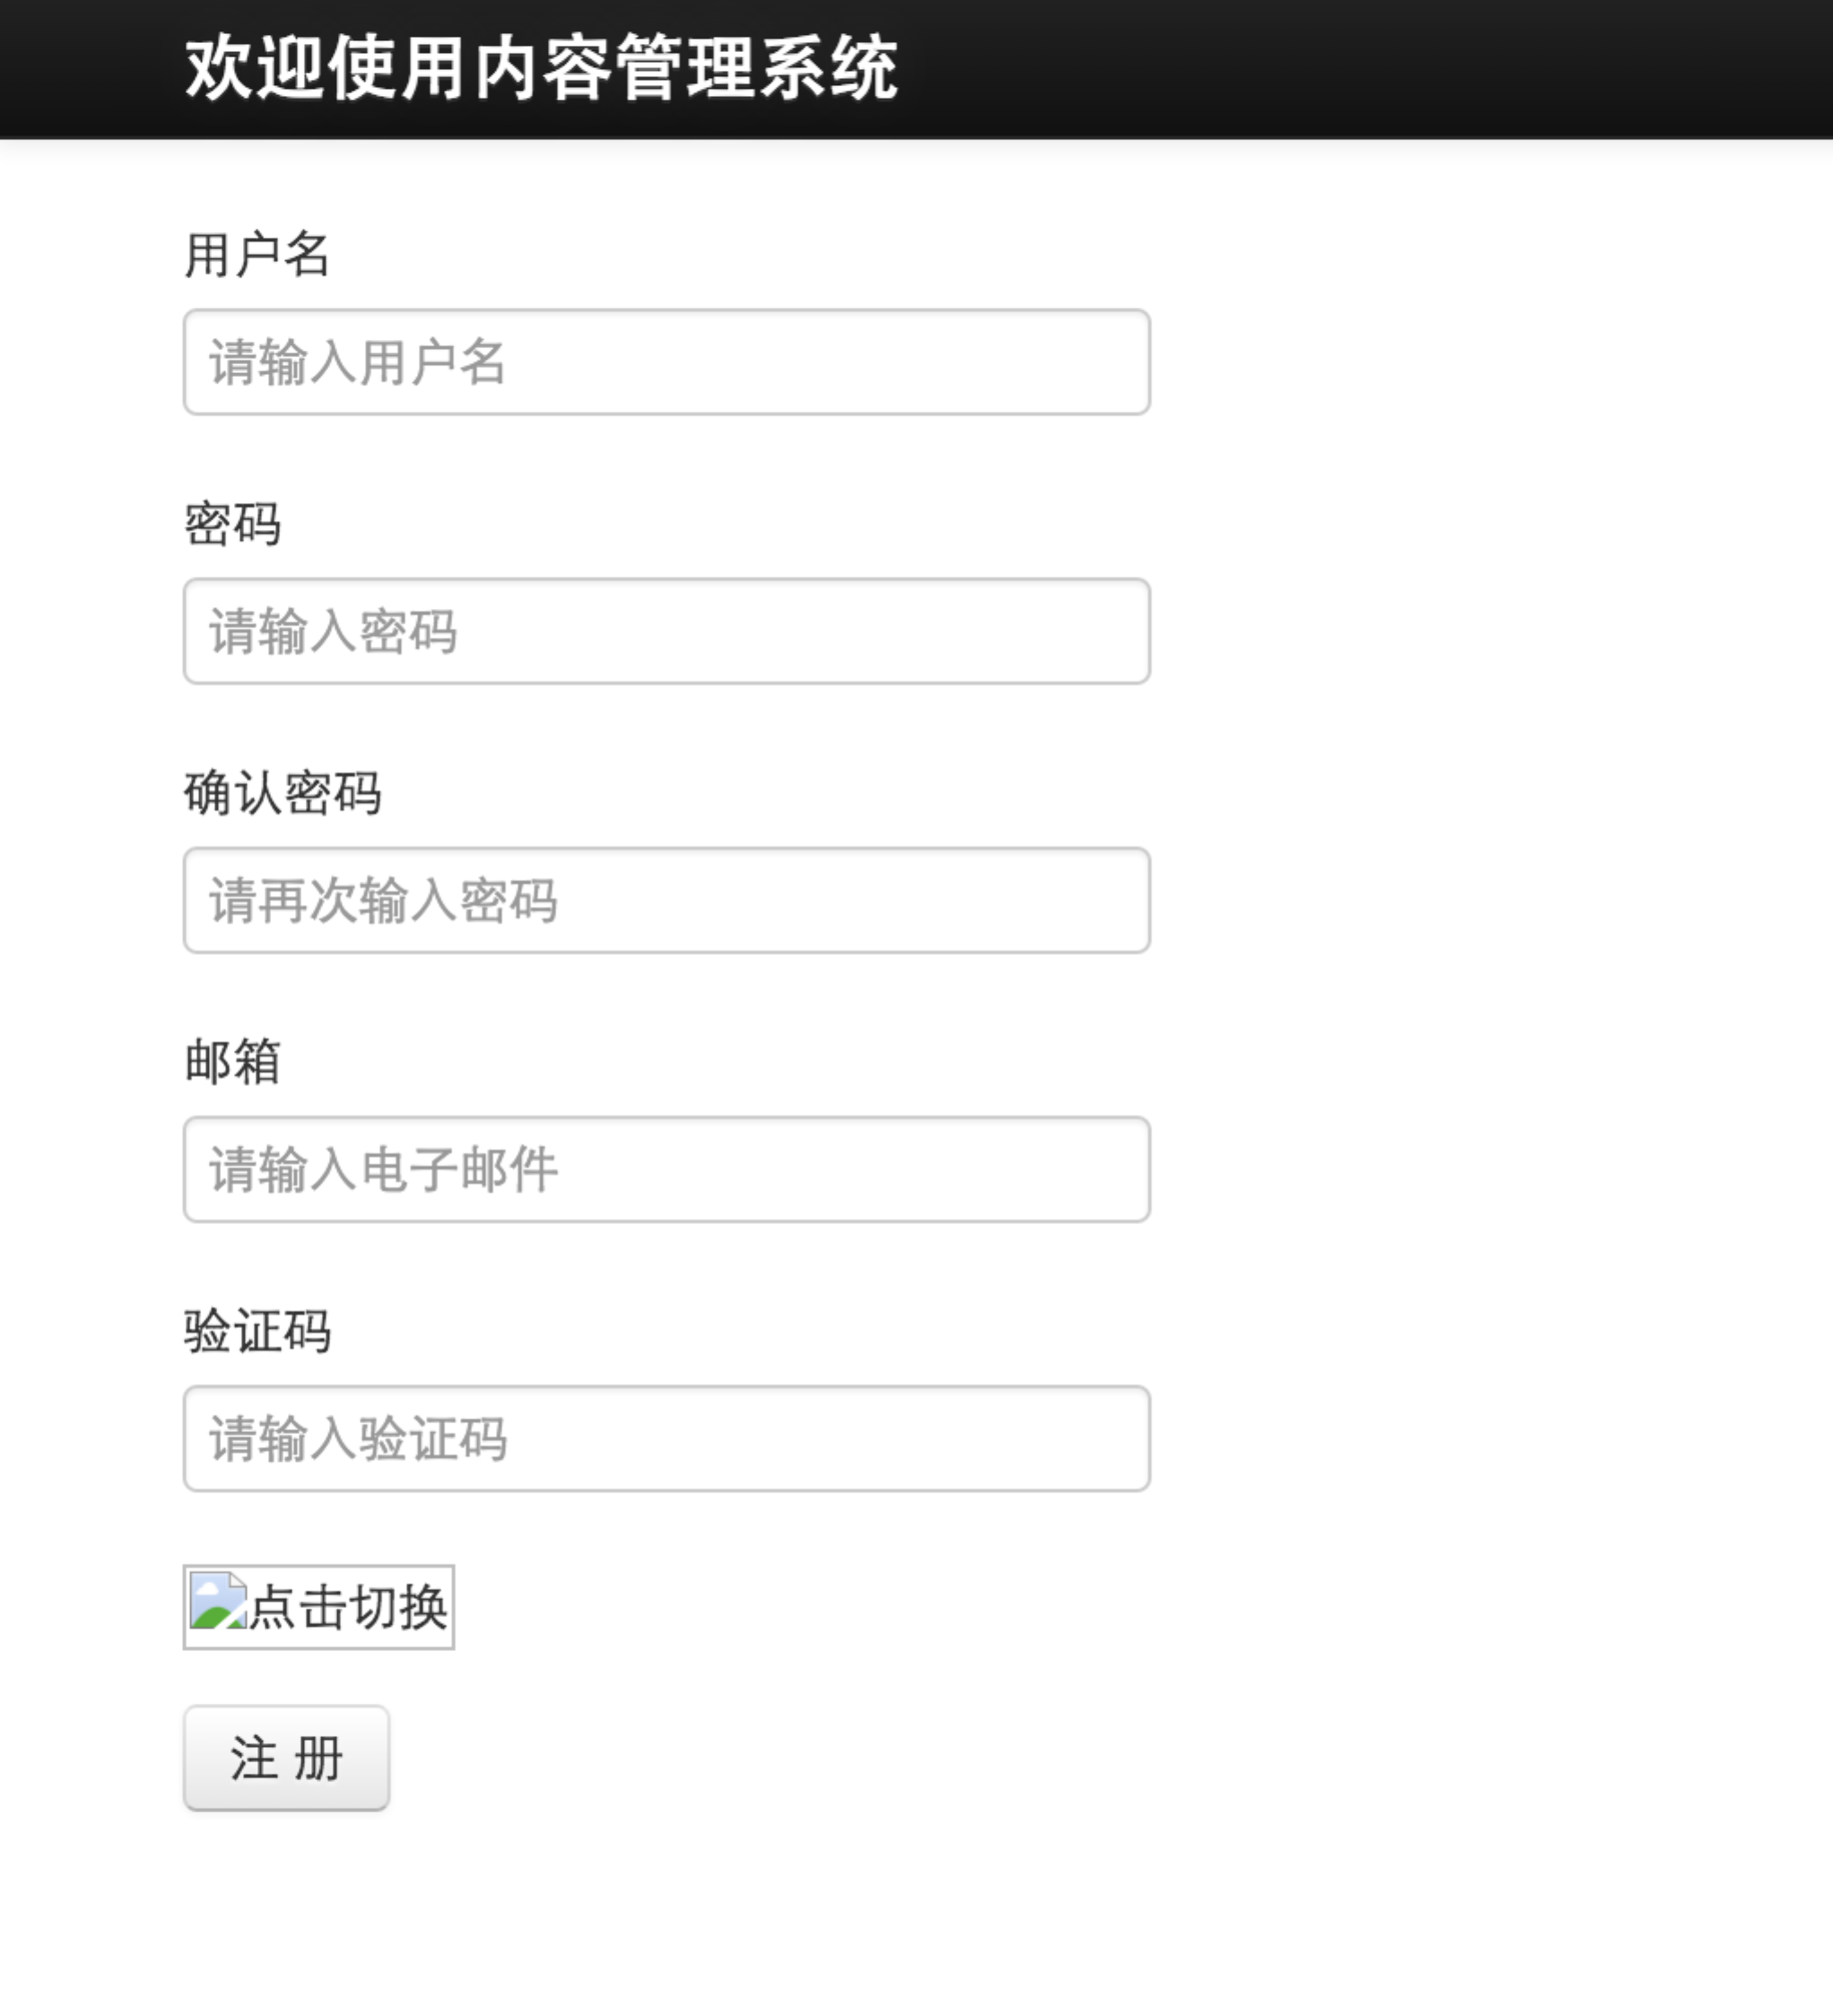 欢迎使用内容管理系统
用户名
请输入用户名
密码
请输入密码
确认密码
请再次输入密码
邮箱
请输入电子邮件
验证码
请输入验证码
点击切换
注 册